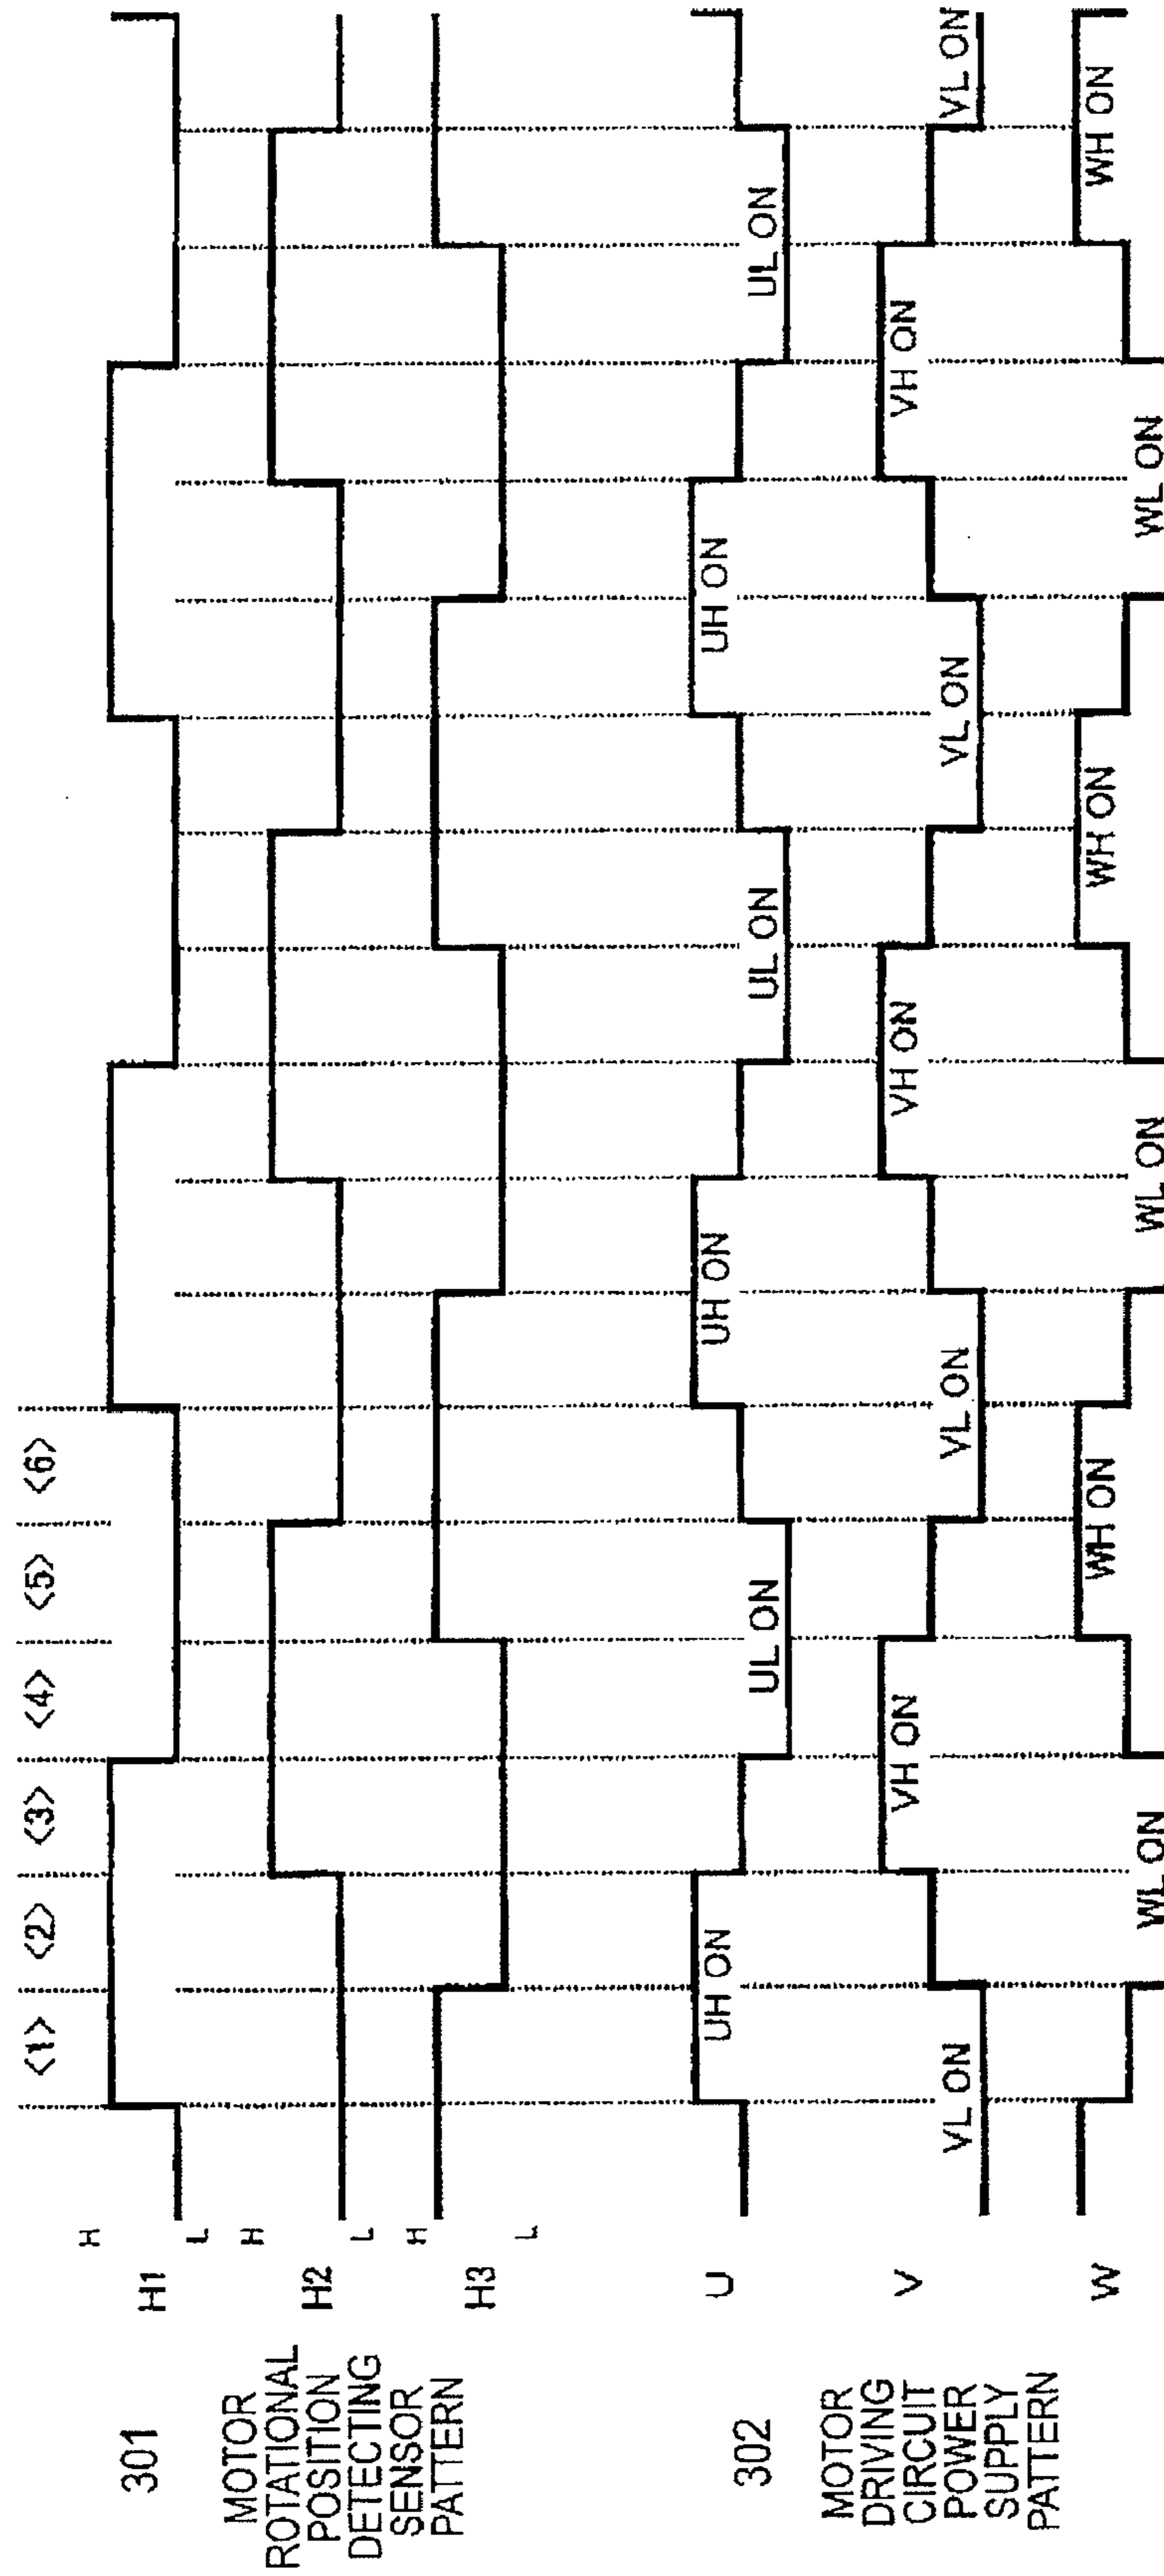 <1> <2> <3> <4> <5> <6>
301
MOTOR
ROTATIONAL
POSITION
DETECTING
SENSOR
PATTERN
H
H1
L
H
H2
L
H
H3
L
302
MOTOR
DRIVING
CIRCUIT
POWER
SUPPLY
PATTERN
U
UH ON UH ON UH ON
UL ON UL ON UL ON
V
VH ON VH ON VH ON
VL ON VL ON VL ON VL ON
W
WH ON WH ON WH ON
WL ON WL ON WL ON